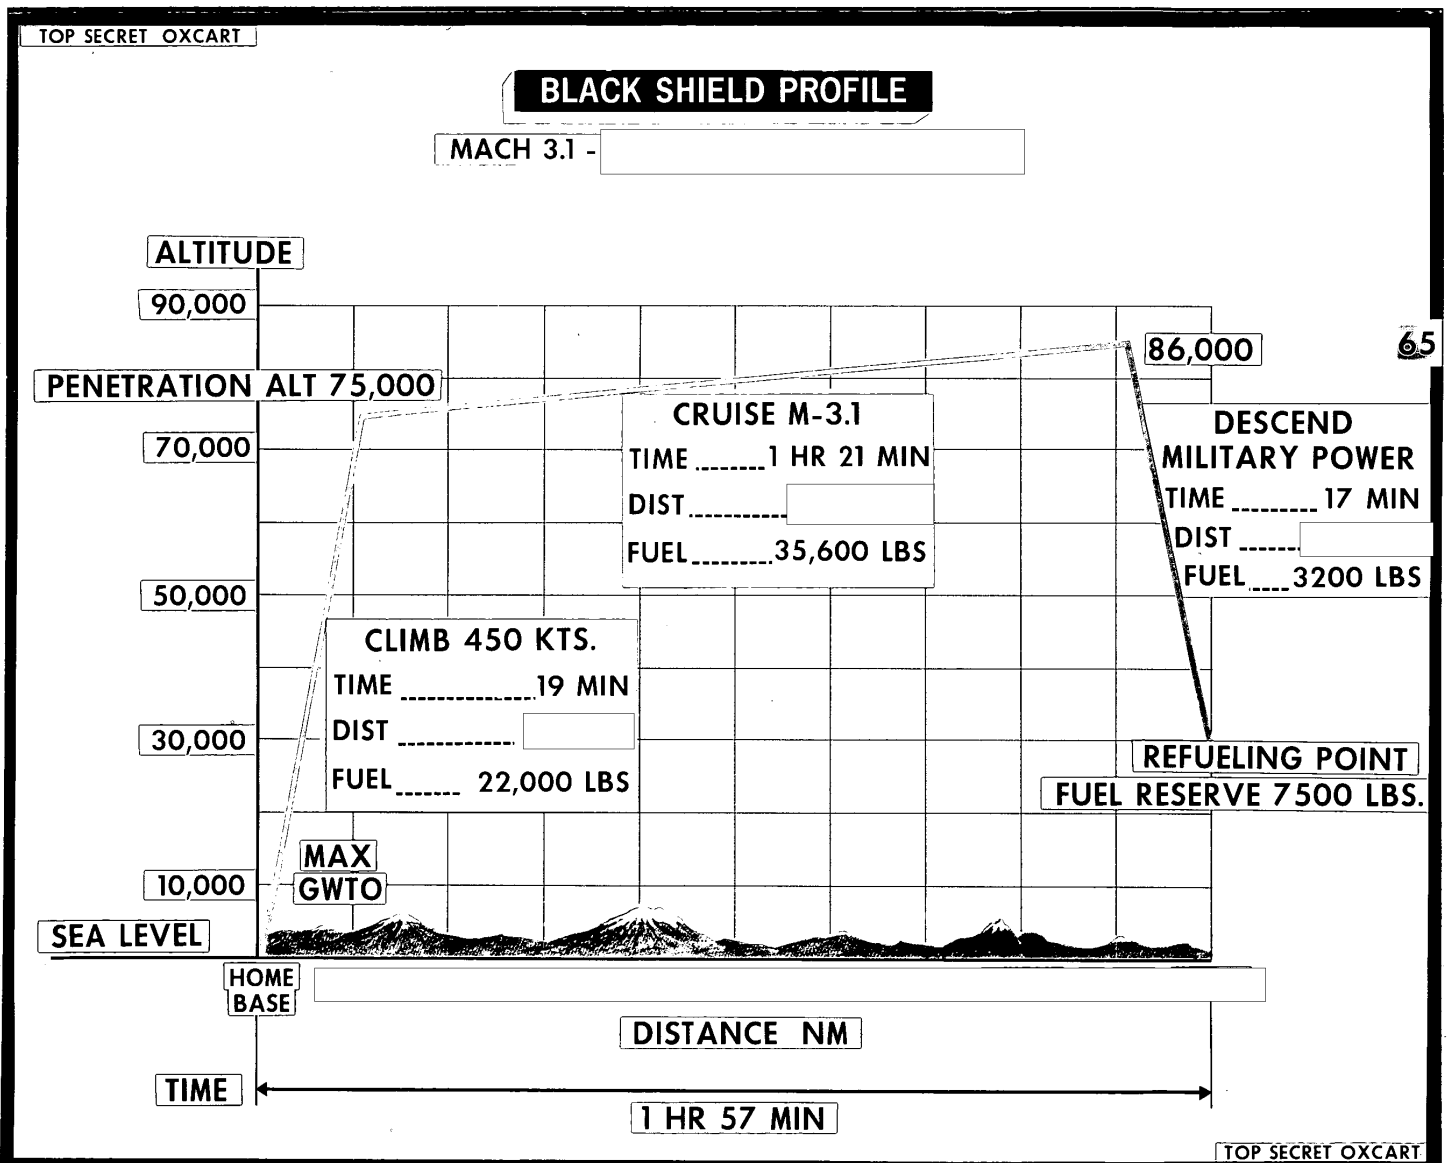 TOP SECRET OXCART
BLACK SHIELD PROFILE
MACH 3.1 -
ALTITUDE
90,000
86,000
65
PENETRATION ALT 75,000
CRUISE M-3.1
TIME ........1 HR 21 MIN
DIST ............
FUEL .........35,600 LBS
DESCEND
MILITARY POWER
TIME ......... 17 MIN
DIST ......
FUEL .... 3200 LBS
70,000
50,000
CLIMB 450 KTS.
TIME ...............19 MIN
DIST .............
FUEL ....... 22,000 LBS
30,000
REFUELING POINT
FUEL RESERVE 7500 LBS.
MAX
GWTO
10,000
SEA LEVEL
HOME
BASE
DISTANCE NM
TIME
1 HR 57 MIN
TOP SECRET OXCART